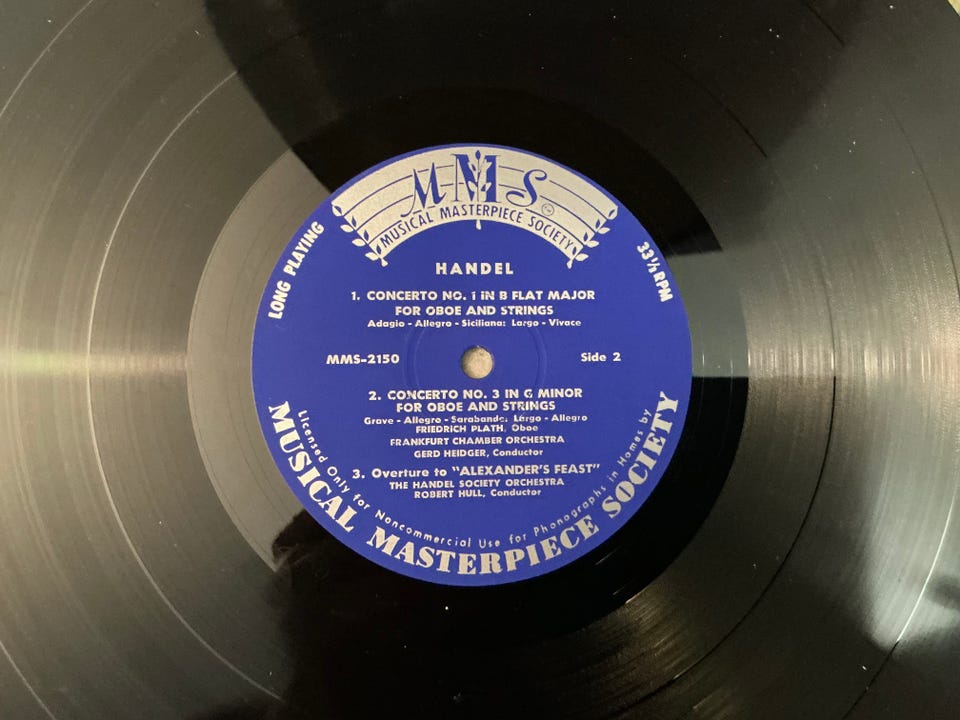 MMS
MUSICAL MASTERPIECE SOCIETY
LONG PLAYING
33⅓ RPM
HANDEL
1. CONCERTO NO. 1 IN B FLAT MAJOR
FOR OBOE AND STRINGS
Adagio - Allegro - Siciliana: Largo - Vivace
MMS-2150
Side 2
2. CONCERTO NO. 3 IN G MINOR
FOR OBOE AND STRINGS
Grave - Allegro - Sarabande: Largo - Allegro
FRIEDRICH PLATH, Oboe
FRANKFURT CHAMBER ORCHESTRA
GERD HEIDGER, Conductor
3. Overture to "ALEXANDER'S FEAST"
THE HANDEL SOCIETY ORCHESTRA
ROBERT HULL, Conductor
Licensed Only for Noncommercial Use for Phonographs in Homes by
MUSICAL MASTERPIECE SOCIETY